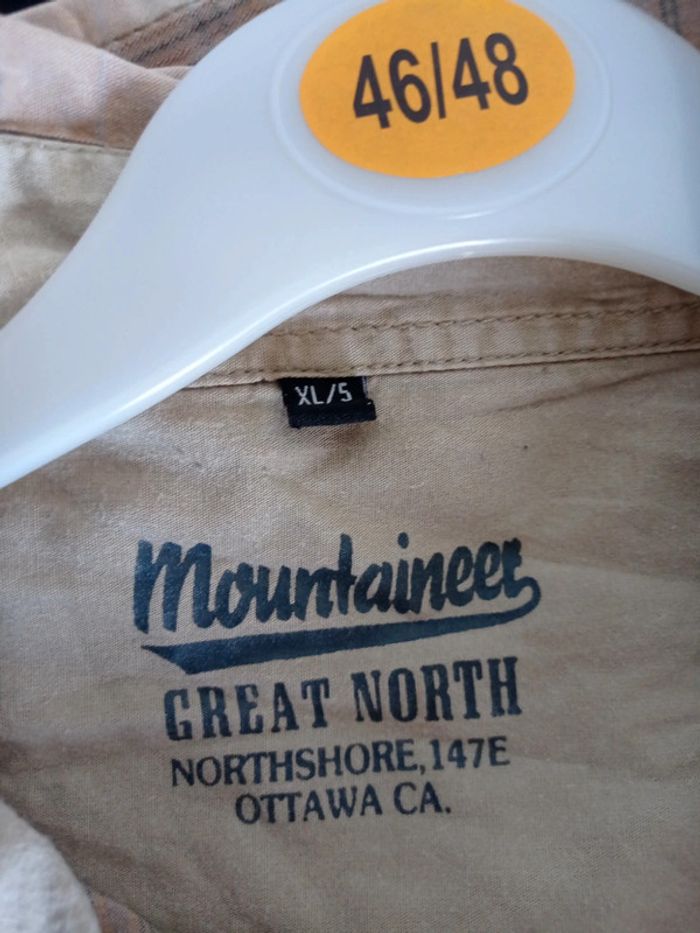 46/48
XL/5
Mountaineer
GREAT NORTH
NORTHSHORE, 147E
OTTAWA CA.